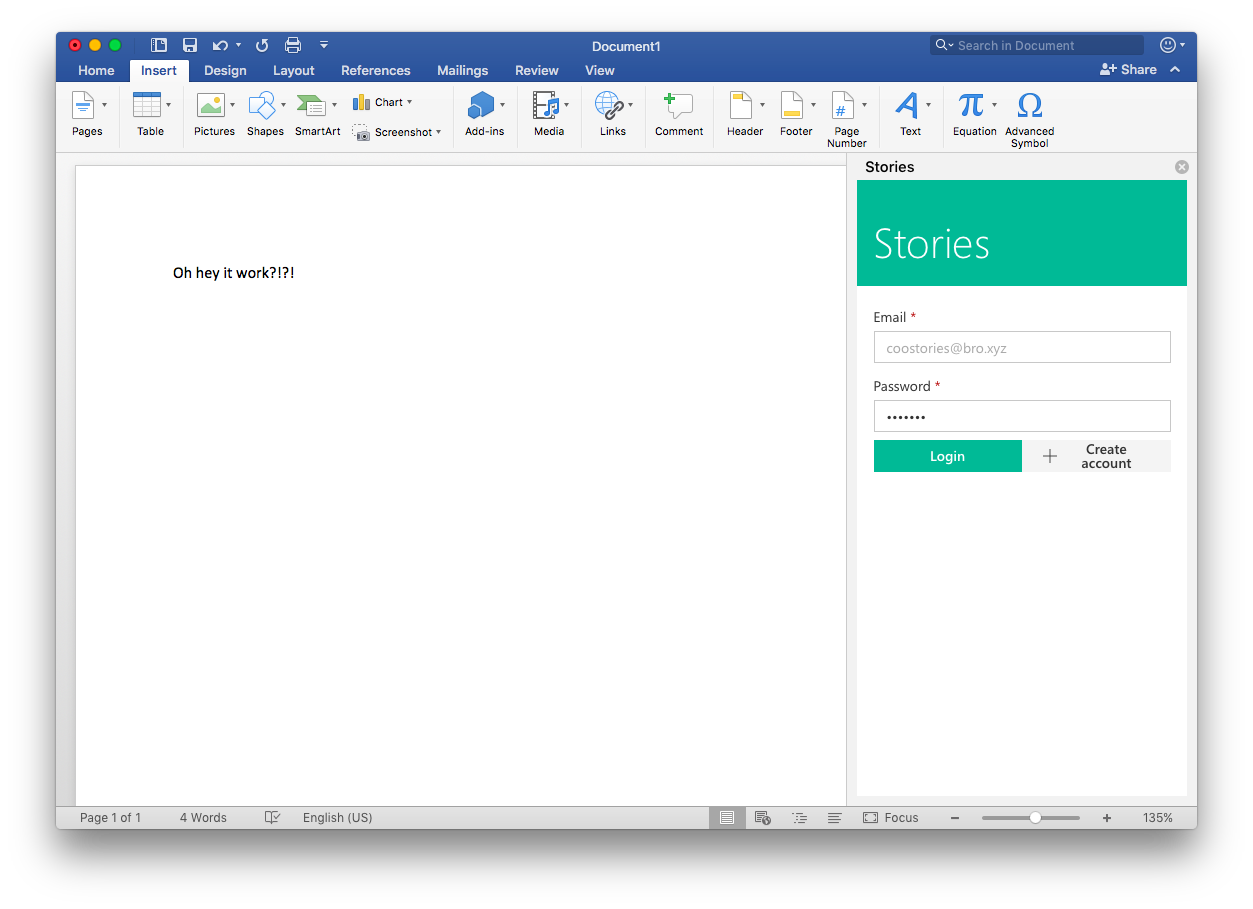 Document1
Search in Document
Home Insert Design Layout References Mailings Review View Share
Chart
Screenshot
Pages Table Pictures Shapes SmartArt Add-ins Media Links Comment Header Footer Page Number Text Equation Advanced Symbol
Stories
Stories
Oh hey it work?!?!
Email *
coostories@bro.xyz
Password *
•••••••
Login
Create
account
Page 1 of 1 4 Words English (US) Focus 135%